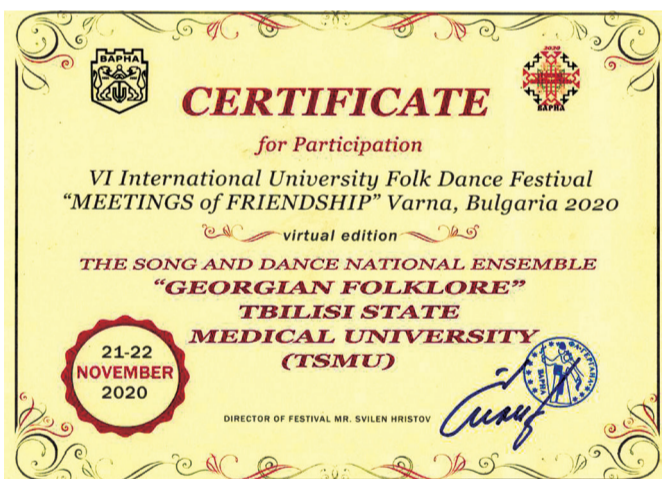 ВАРНА
ВАРНА
CERTIFICATE
for Participation
VI International University Folk Dance Festival
“MEETINGS of FRIENDSHIP” Varna, Bulgaria 2020
virtual edition
THE SONG AND DANCE NATIONAL ENSEMBLE
“GEORGIAN FOLKLORE”
TBILISI STATE
MEDICAL UNIVERSITY
(TSMU)
21-22
NOVEMBER
2020
DIRECTOR OF FESTIVAL MR. SVILEN HRISTOV
ВАРНА